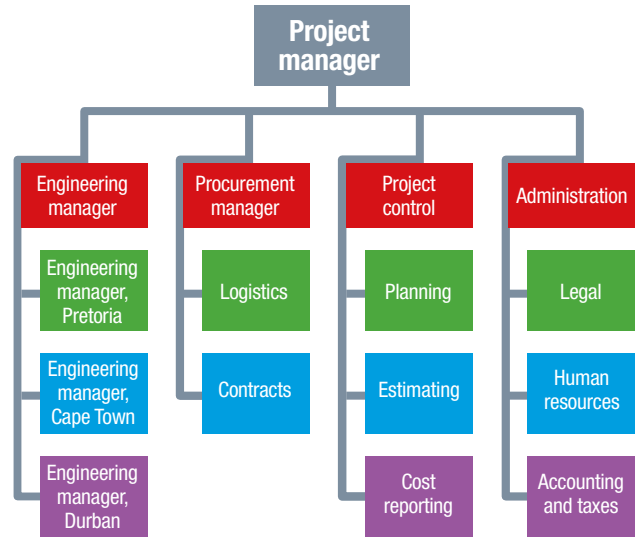 Project
manager
Engineering
manager
Procurement
manager
Project
control
Administration
Engineering
manager,
Pretoria
Logistics
Planning
Legal
Engineering
manager,
Cape Town
Contracts
Estimating
Human
resources
Engineering
manager,
Durban
Cost
reporting
Accounting
and taxes